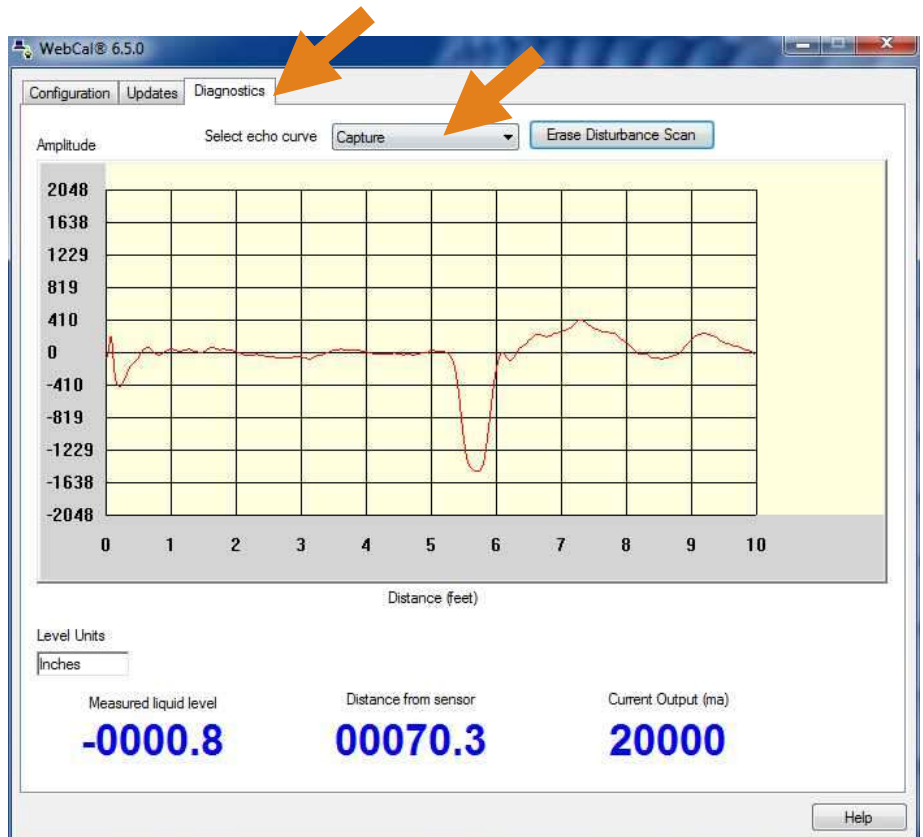 WebCal® 6.5.0
Configuration Updates Diagnostics
Select echo curve Capture Erase Disturbance Scan
Amplitude
2048
1638
1229
819
410
0
-410
-819
-1229
-1638
-2048
0 1 2 3 4 5 6 7 8 9 10
Distance (feet)
Level Units
Inches
Measured liquid level Distance from sensor Current Output (ma)
-0000.8 00070.3 20000
Help